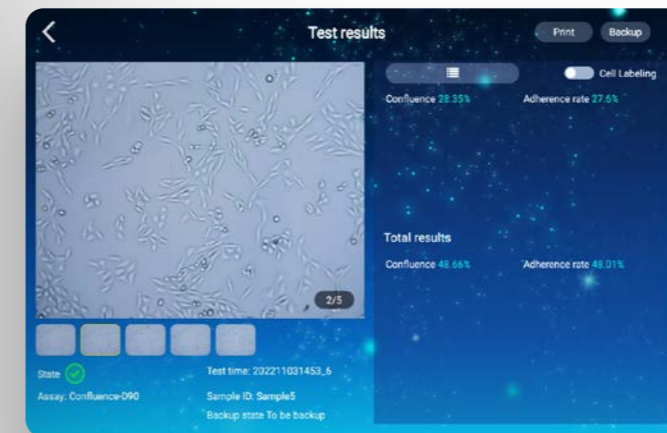 Test results
Print
Backup
Cell Labeling
Confluence 28.35%
Adherence rate 27.6%
2/5
Total results
Confluence 48.66%
Adherence rate 48.01%
State
Test time: 202211031453_6
Assay: Confluence-D90
Sample ID: Sample5
Backup state To be backup